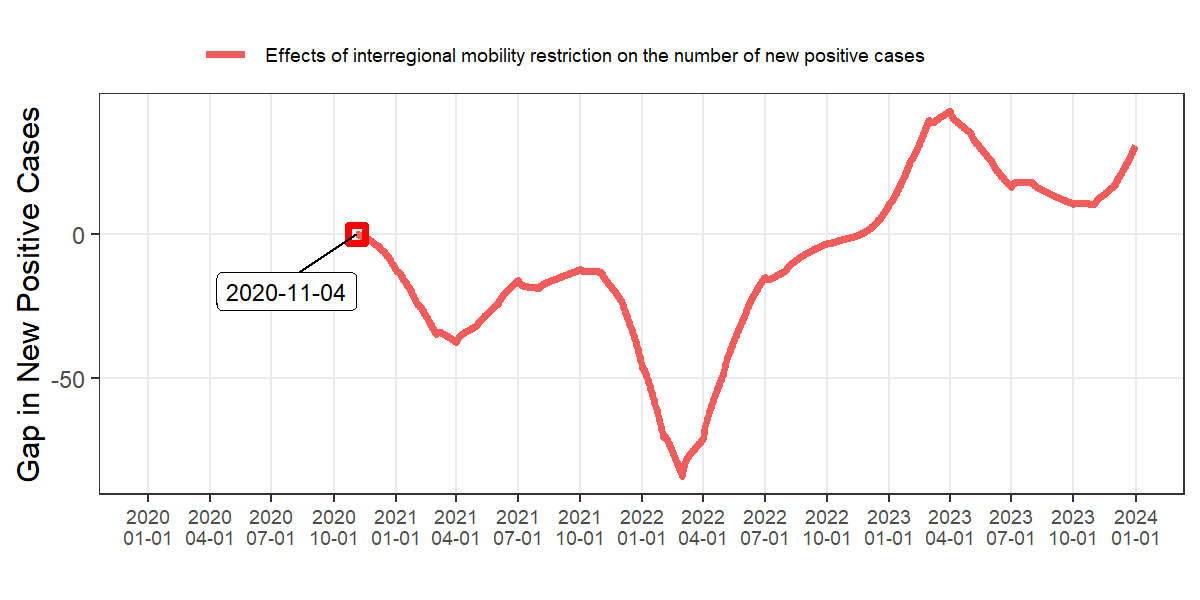 Effects of interregional mobility restriction on the number of new positive cases
Gap in New Positive Cases
0
-50
2020-11-04
2020 2020 2020 2020 2021 2021 2021 2021 2022 2022 2022 2022 2023 2023 2023 2023 2024
01-01 04-01 07-01 10-01 01-01 04-01 07-01 10-01 01-01 04-01 07-01 10-01 01-01 04-01 07-01 10-01 01-01